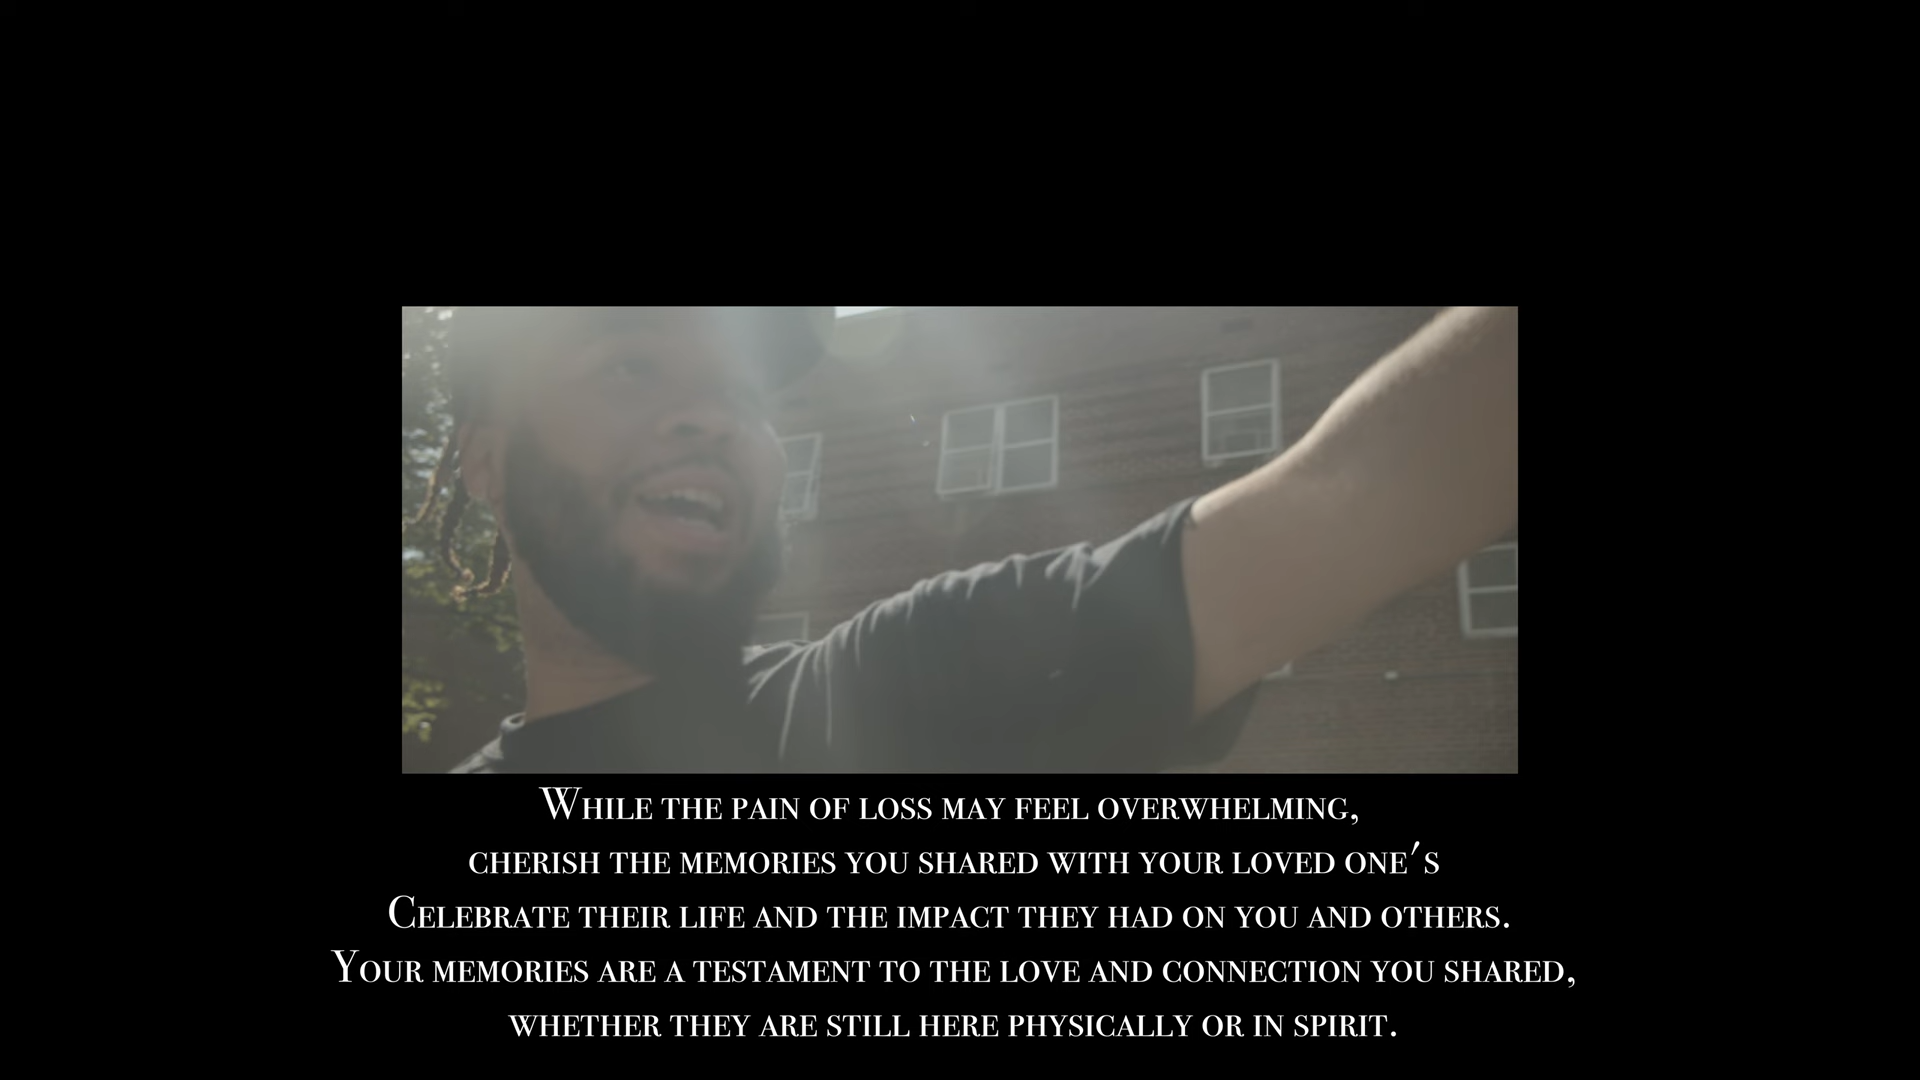 While the pain of loss may feel overwhelming,
cherish the memories you shared with your loved one's
Celebrate their life and the impact they had on you and others.
Your memories are a testament to the love and connection you shared,
whether they are still here physically or in spirit.